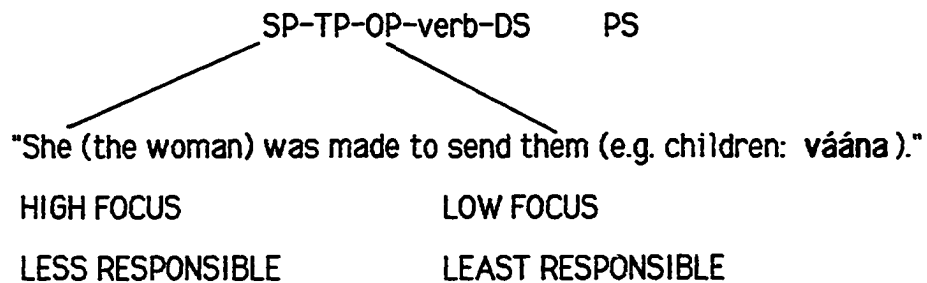 SP-TP-OP-verb-DS PS
"She (the woman) was made to send them (e.g. children: váána)."
HIGH FOCUS LOW FOCUS
LESS RESPONSIBLE LEAST RESPONSIBLE